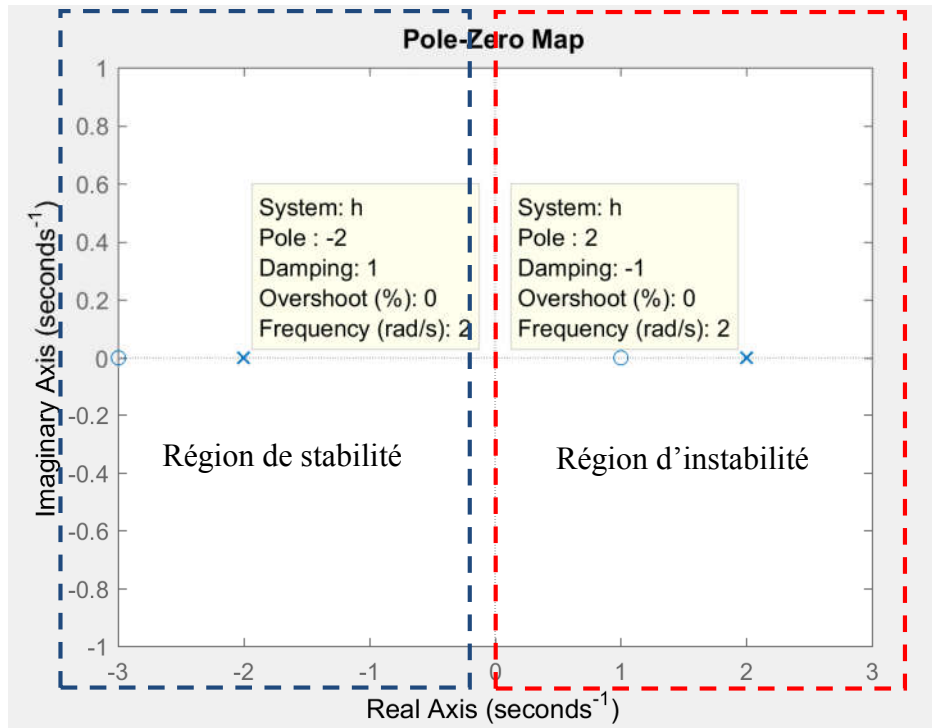 Pole-Zero Map
Imaginary Axis (seconds⁻¹)
1
0.8
0.6
0.4
0.2
0
-0.2
-0.4
-0.6
-0.8
-1
System: h
Pole : -2
Damping: 1
Overshoot (%): 0
Frequency (rad/s): 2
System: h
Pole : 2
Damping: -1
Overshoot (%): 0
Frequency (rad/s): 2
Région de stabilité
Région d’instabilité
-3 -2 -1 0 1 2 3
Real Axis (seconds⁻¹)